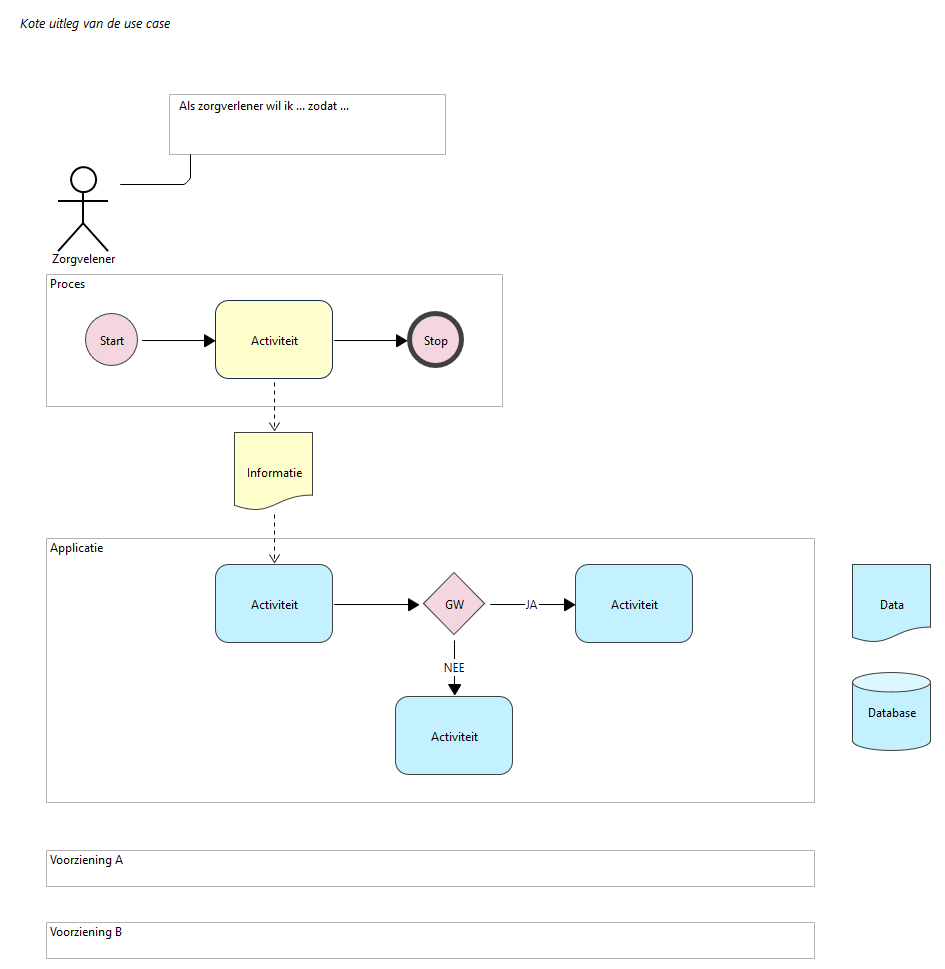 Kote uitleg van de use case
Als zorgverlener wil ik ... zodat ...
Zorgvelener
Proces
Start
Activiteit
Stop
Informatie
Applicatie
Activiteit
GW
JA
Activiteit
Data
NEE
Database
Activiteit
Voorziening A
Voorziening B